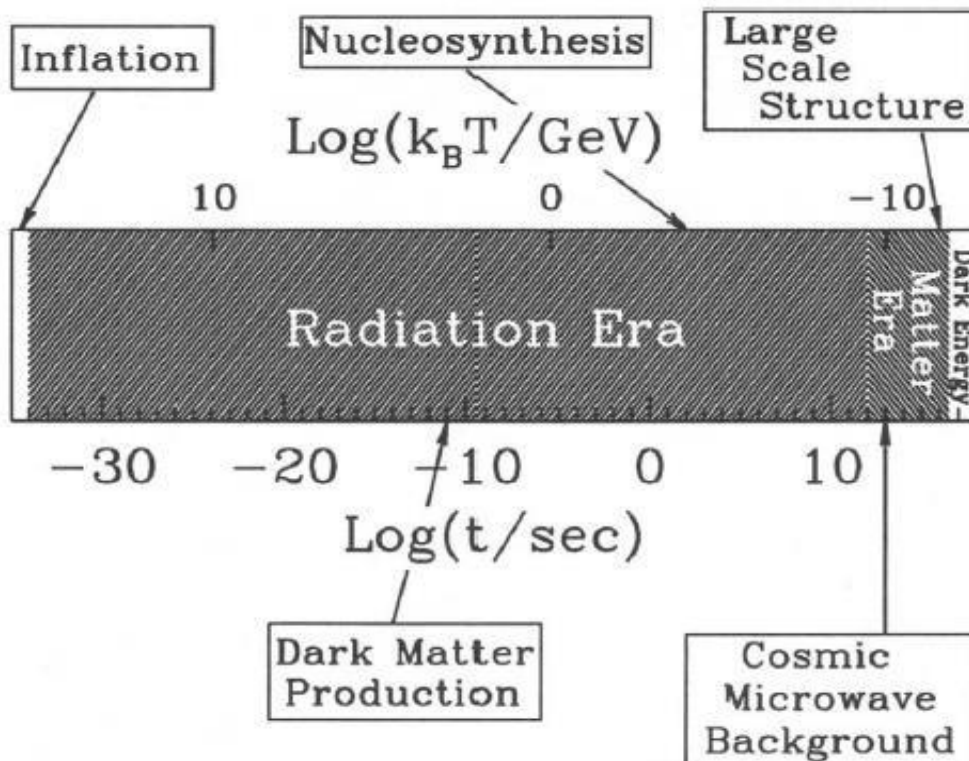 Inflation
Nucleosynthesis
Large
Scale
Structure
Log(k_BT/GeV)
10 0 −10
Radiation Era
Matter
Era
Dark Energy
−30 −20 −10 0 10
Log(t/sec)
Dark Matter
Production
Cosmic
Microwave
Background